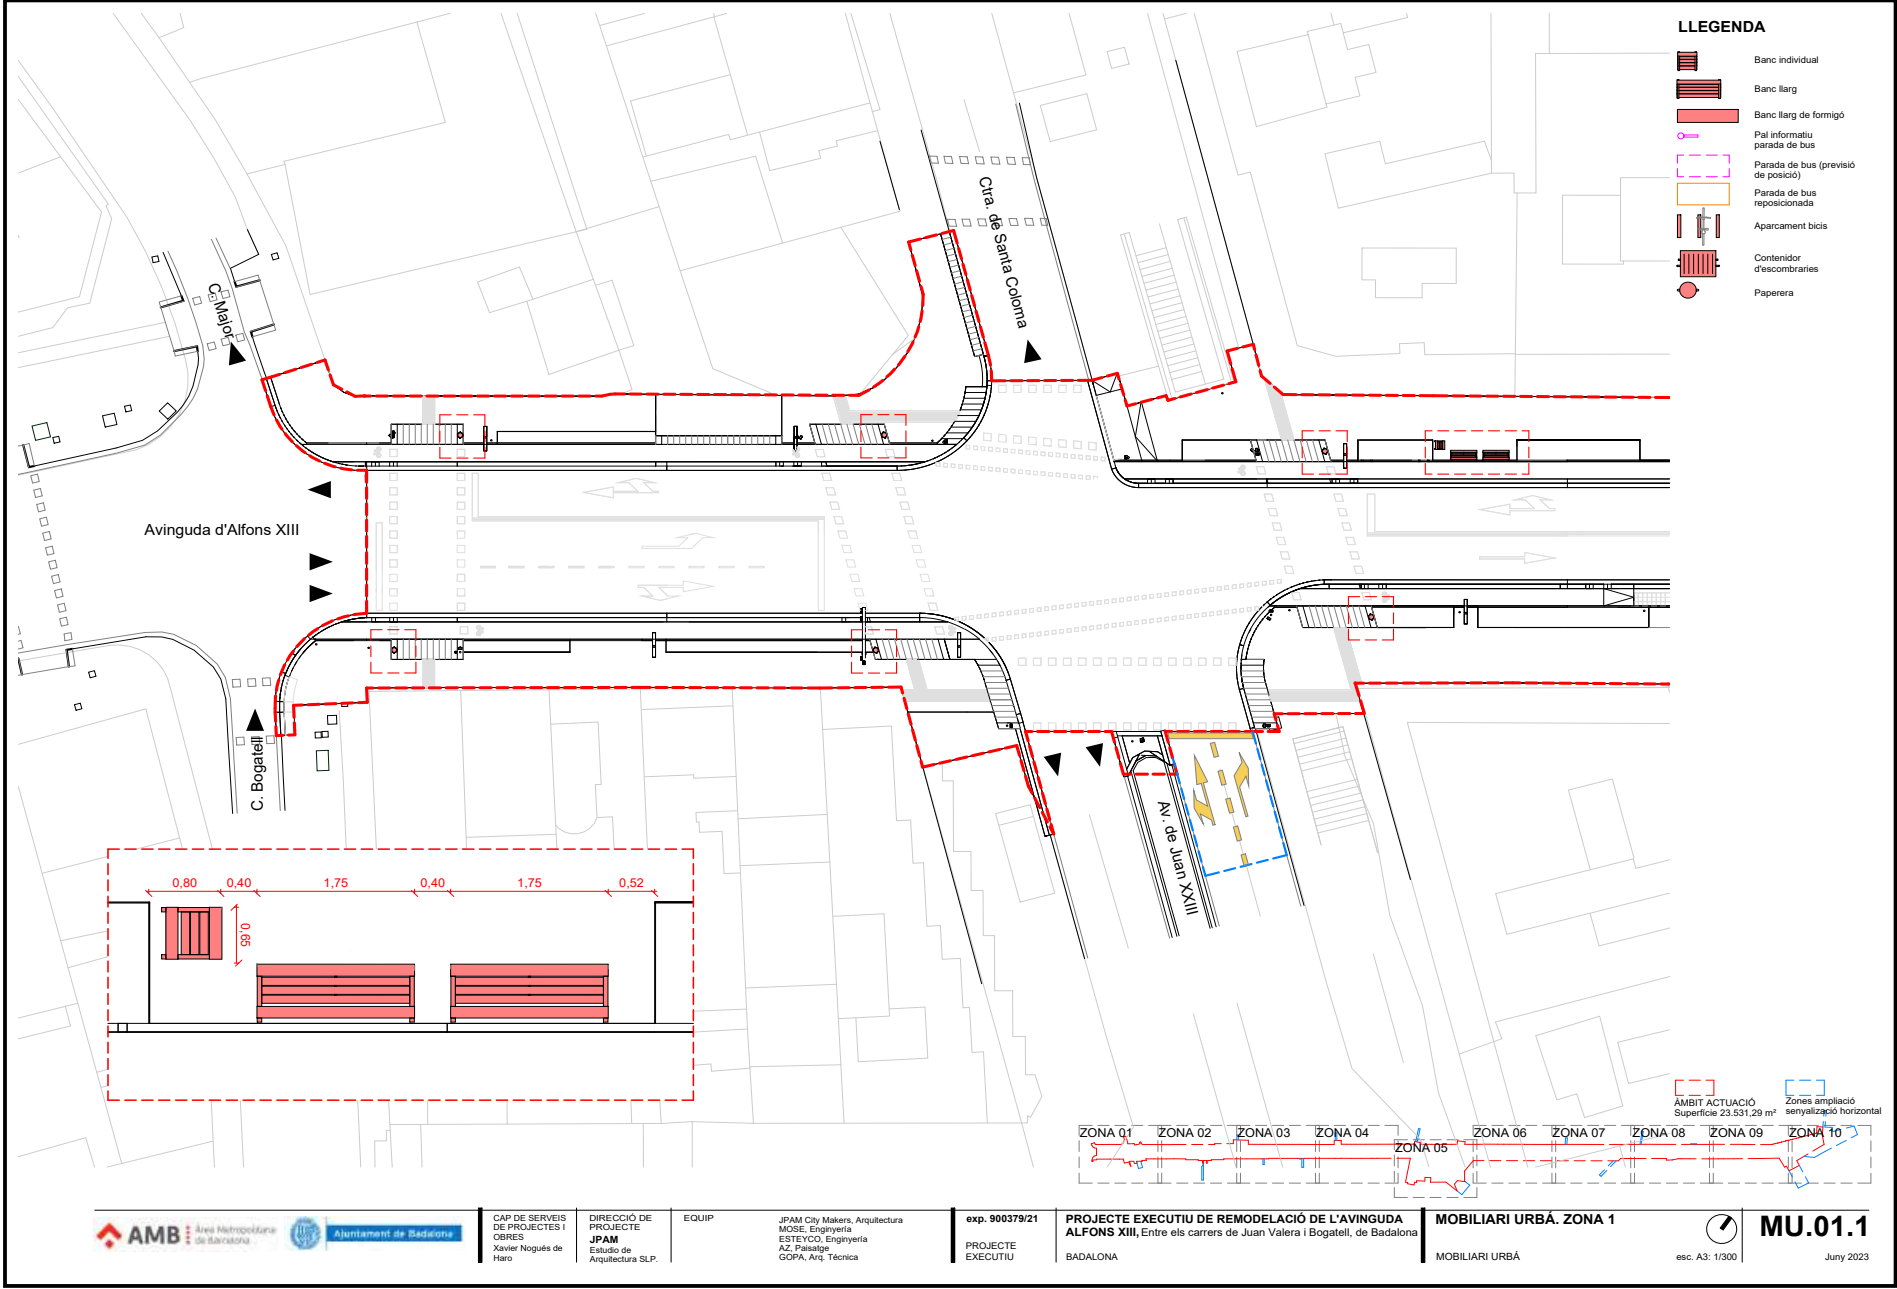 LLEGENDA
Banc individual
Banc llarg
Banc llarg de formigó
Pal informatiu
parada de bus
Parada de bus (previsió
de posició)
Parada de bus
reposicionada
Aparcament bicis
Contenidor
d'escombraries
Paperera
C. Major
Ctra. de Santa Coloma
Avinguda d'Alfons XIII
C. Bogatell
Av. de Juan XXIII
0,80
0,40
1,75
0,40
1,75
0,52
0,65
ÀMBIT ACTUACIÓ
Superfície 23.531,29 m²
Zones ampliació
senyalizació horizontal
ZONA 01
ZONA 02
ZONA 03
ZONA 04
ZONA 05
ZONA 06
ZONA 07
ZONA 08
ZONA 09
ZONA 10
AMB
Àrea Metropolitana
de Barcelona
Ajuntament de Badalona
CAP DE SERVEIS
DE PROJECTES I
OBRES
Xavier Nogués de
Haro
DIRECCIÓ DE
PROJECTE
JPAM
Estudio de
Arquitectura SLP.
EQUIP
JPAM City Makers, Arquitectura
MOSE, Enginyería
ESTEYCO, Enginyería
AZ, Paisatge
GOPA, Arq. Técnica
exp. 900379/21
PROJECTE
EXECUTIU
PROJECTE EXECUTIU DE REMODELACIÓ DE L'AVINGUDA
ALFONS XIII, Entre els carrers de Juan Valera i Bogatell, de Badalona
BADALONA
MOBILIARI URBÁ. ZONA 1
MOBILIARI URBÁ
esc. A3: 1/300
MU.01.1
Juny 2023